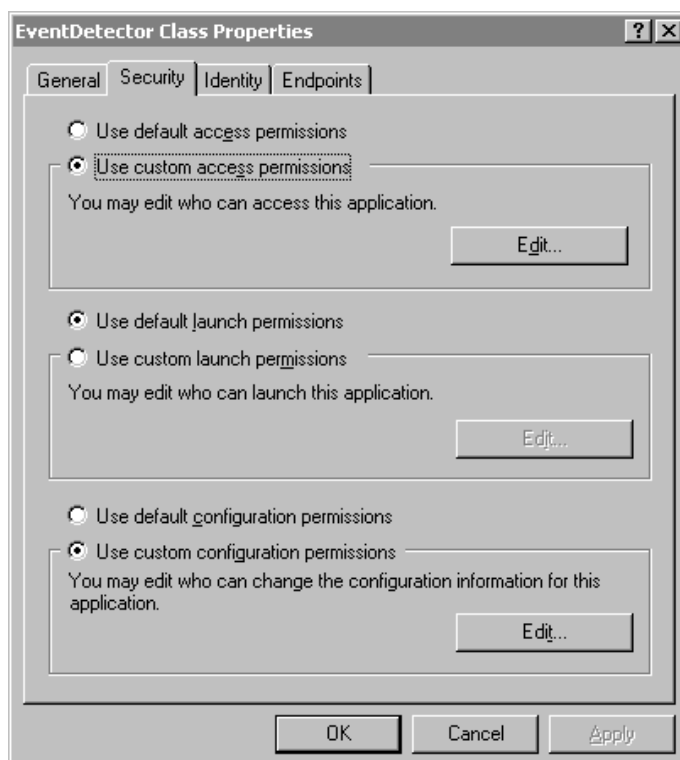 EventDetector Class Properties
General Security Identity Endpoints
Use default access permissions
Use custom access permissions
You may edit who can access this application.
Edit...
Use default launch permissions
Use custom launch permissions
You may edit who can launch this application.
Edit...
Use default configuration permissions
Use custom configuration permissions
You may edit who can change the configuration information for this
application.
Edit...
OK Cancel Apply